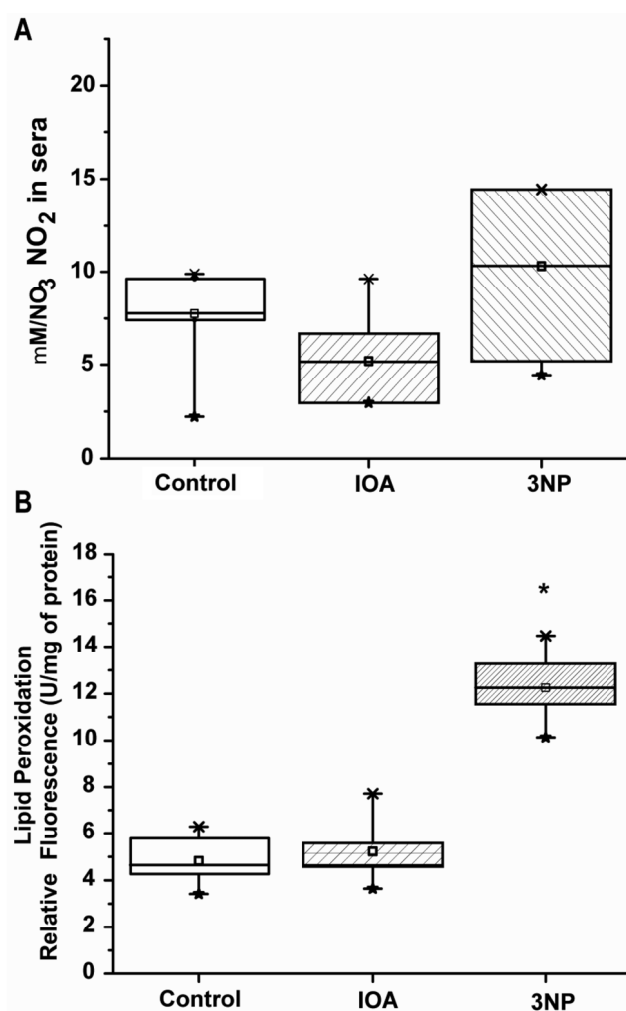 A
mM/NO3 NO2 in sera
20
15
10
5
0
Control IOA 3NP
B
Lipid Peroxidation
Relative Fluorescence (U/mg of protein)
18
16
14
12
10
8
6
4
2
0
*
Control IOA 3NP